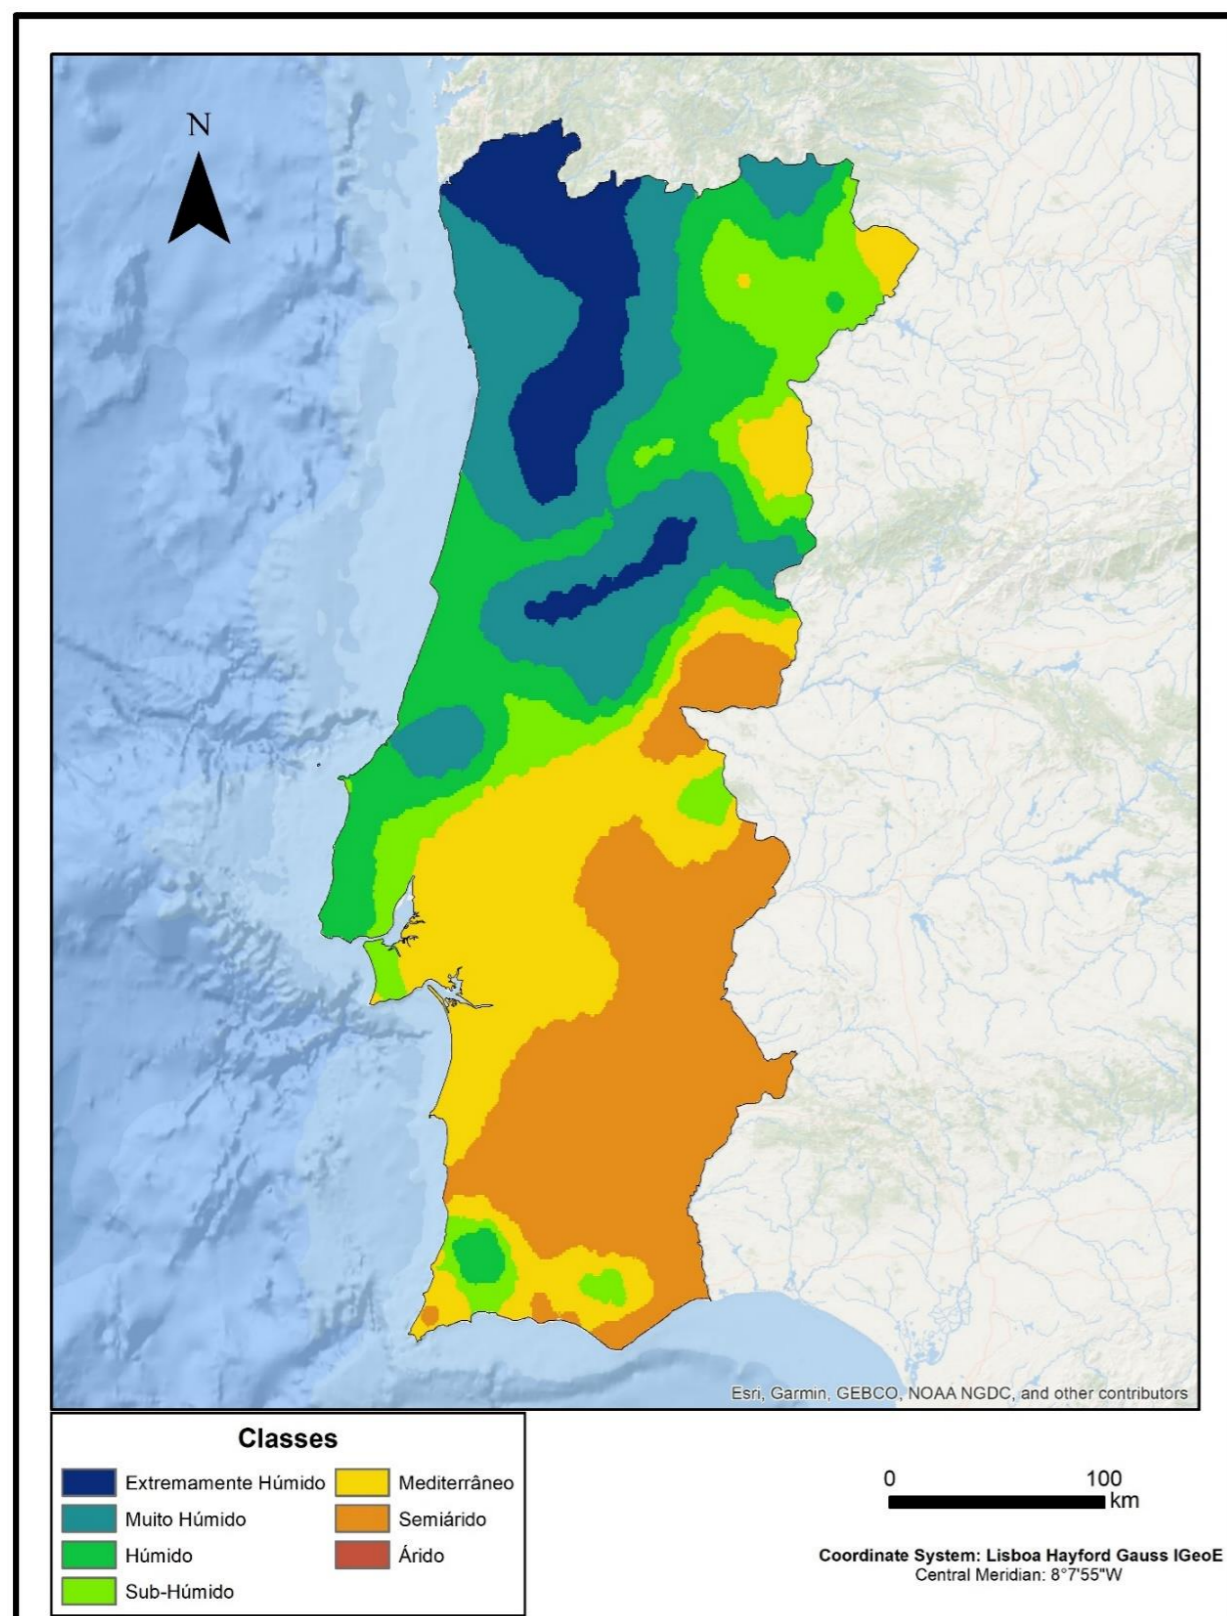 N
Esri, Garmin, GEBCO, NOAA NGDC, and other contributors
Classes
Extremamente Húmido
Muito Húmido
Húmido
Sub-Húmido
Mediterrâneo
Semiárido
Árido
0 100
km
Coordinate System: Lisboa Hayford Gauss IGeoE
Central Meridian: 8°7'55"W